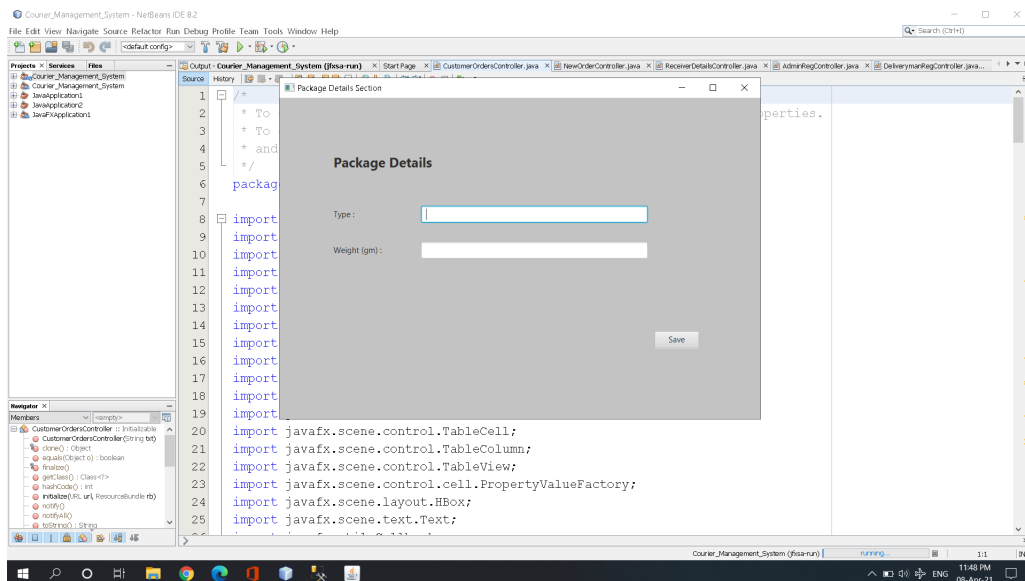 Courier_Management_System - NetBeans IDE 8.2
File Edit View Navigate Source Refactor Run Debug Profile Team Tools Window Help
Search (Ctrl+I)
<default config>
Projects Services Files
Output - Courier_Management_System (jfxsa-run) Start Page CustomerOrdersController.java NewOrderController.java ReceiverDetailsController.java AdminRegController.java DeliverymanRegController.java...
Courier_Management_System
Courier_Management_System
JavaApplication1
JavaApplication2
JavaFXApplication1
Source History
Package Details Section
1 /*
2 * To perties.
3 * To
4 * and
5 */
6 packag
7
8 import
9 import
10 import
11 import
12 import
13 import
14 import
15 import
16 import
17 import
18 import
19 import
20 import javafx.scene.control.TableCell;
21 import javafx.scene.control.TableColumn;
22 import javafx.scene.control.TableView;
23 import javafx.scene.control.cell.PropertyValueFactory;
24 import javafx.scene.layout.HBox;
25 import javafx.scene.text.Text;
Package Details
Type :
Weight (gm) :
Save
Navigator
Members <empty>
CustomerOrdersController :: Initializable
CustomerOrdersController(String txt)
clone() : Object
equals(Object o) : boolean
finalize()
getClass() : Class<?>
hashCode() : int
initialize(URL url, ResourceBundle rb)
notify()
notifyAll()
toString() : String
Courier_Management_System (jfxsa-run) running... 1:1 IN
ENG 11:48 PM
08-Apr-21